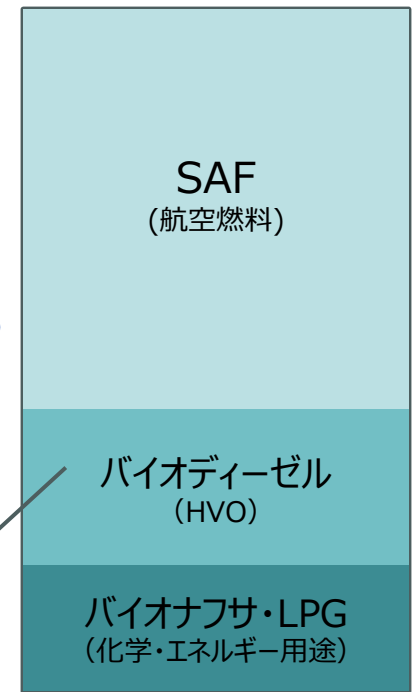 SAF
(航空燃料)
バイオディーゼル
（HVO）
バイオナフサ・LPG
（化学・エネルギー用途）